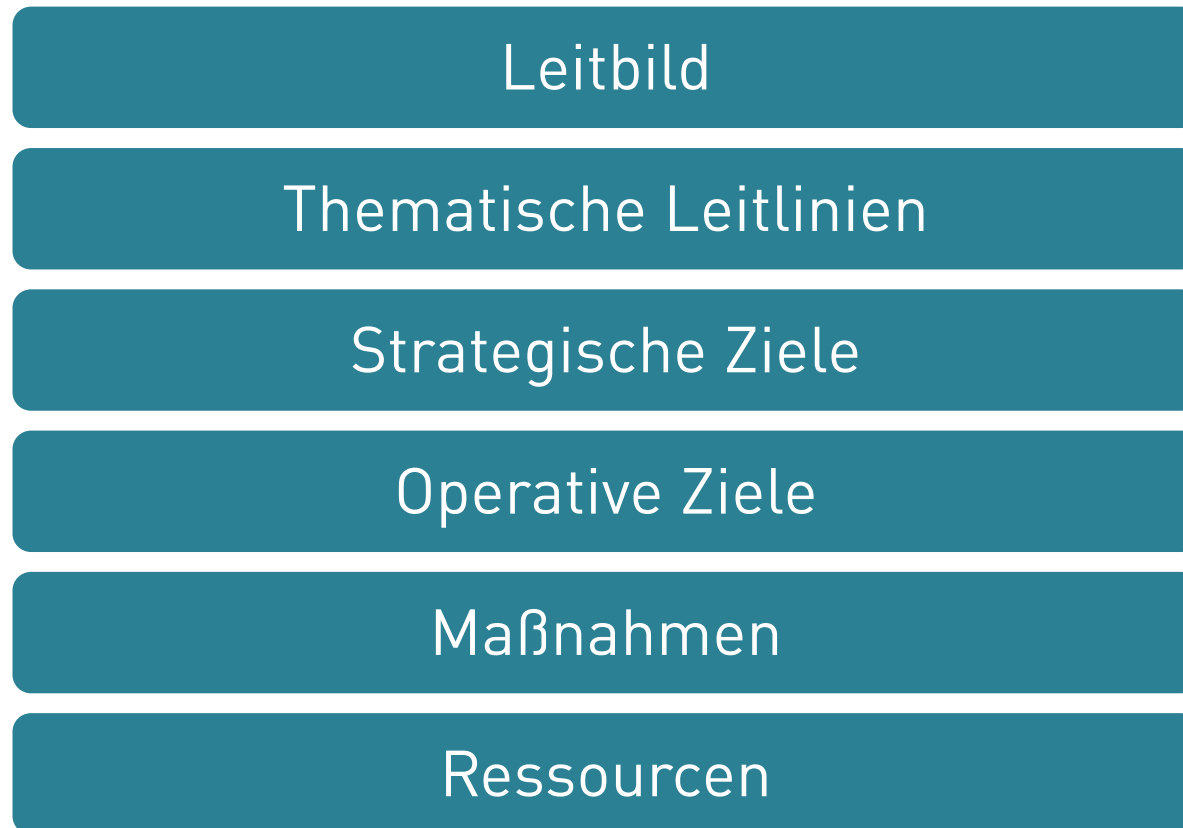 Leitbild
Thematische Leitlinien
Strategische Ziele
Operative Ziele
Maßnahmen
Ressourcen